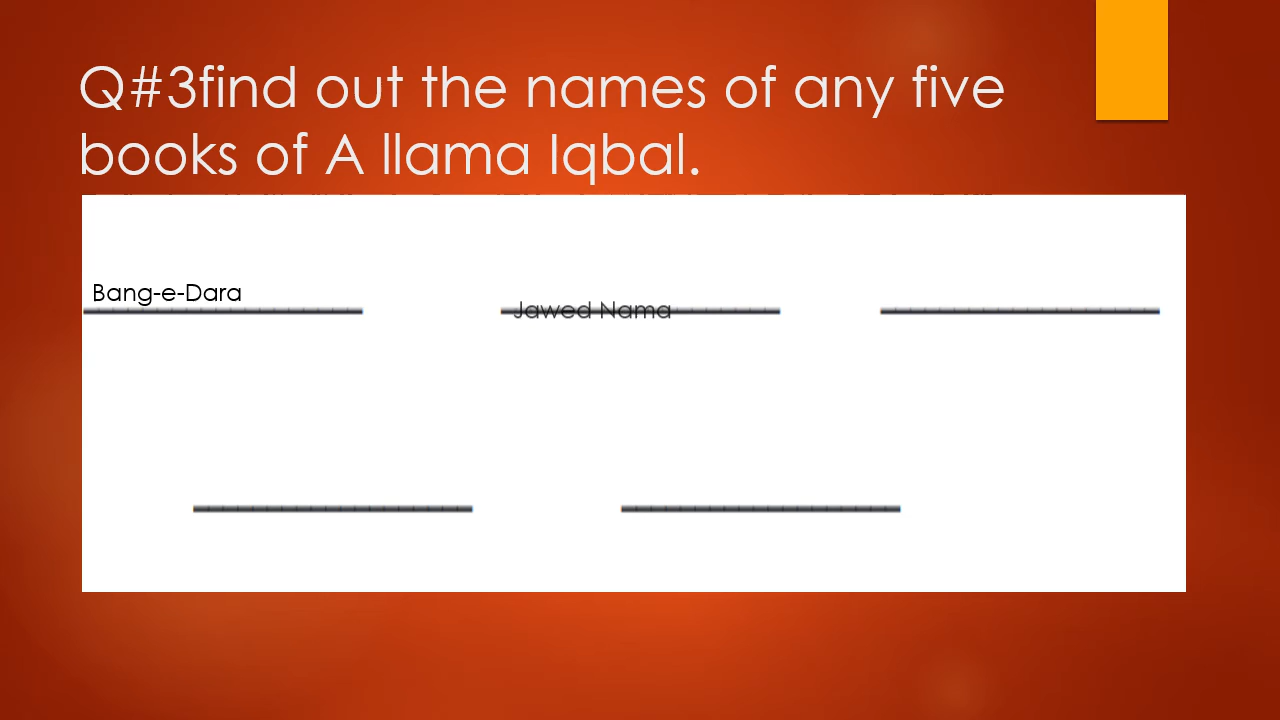 Q#3find out the names of any five
books of A llama Iqbal.
Bang-e-Dara
Jawed Nama